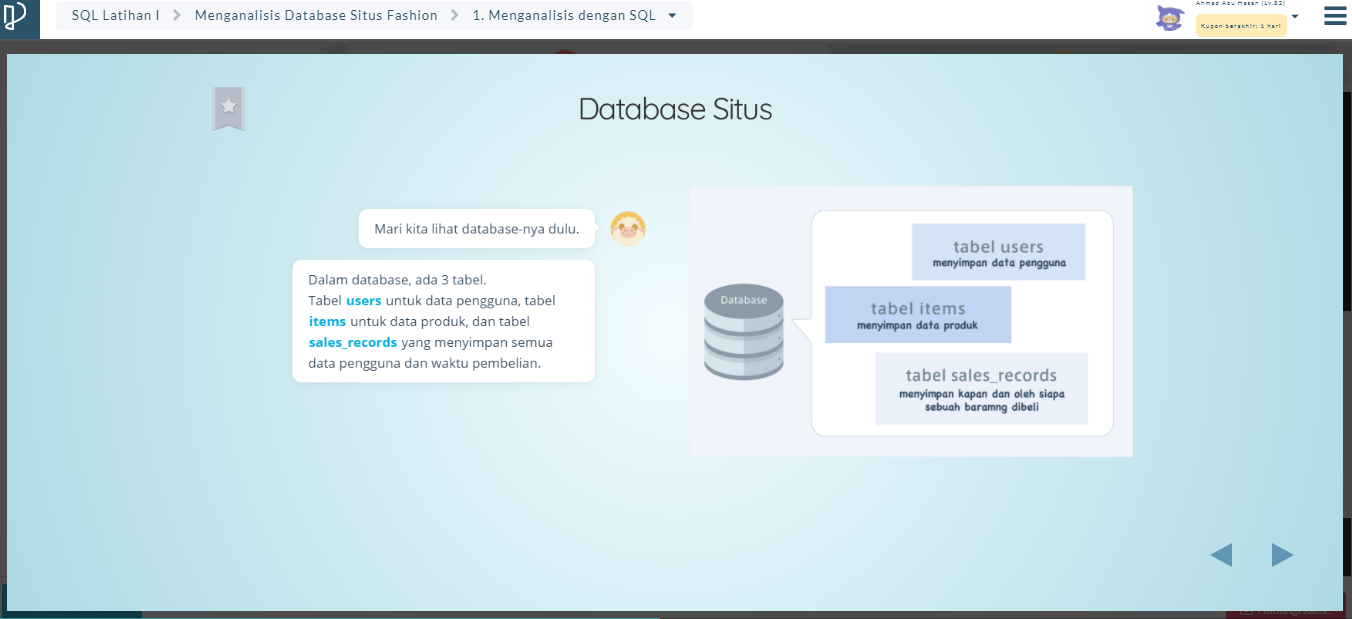 SQL Latihan I
Menganalisis Database Situs Fashion
1. Menganalisis dengan SQL
Ahmad Abu Hasan (Lv.82)
Kupon berakhir: 1 hari
Database Situs
Mari kita lihat database-nya dulu.
Dalam database, ada 3 tabel.
Tabel users untuk data pengguna, tabel
items untuk data produk, dan tabel
sales_records yang menyimpan semua
data pengguna dan waktu pembelian.
Database
tabel users
menyimpan data pengguna
tabel items
menyimpan data produk
tabel sales_records
menyimpan kapan dan oleh siapa
sebuah baramng dibeli